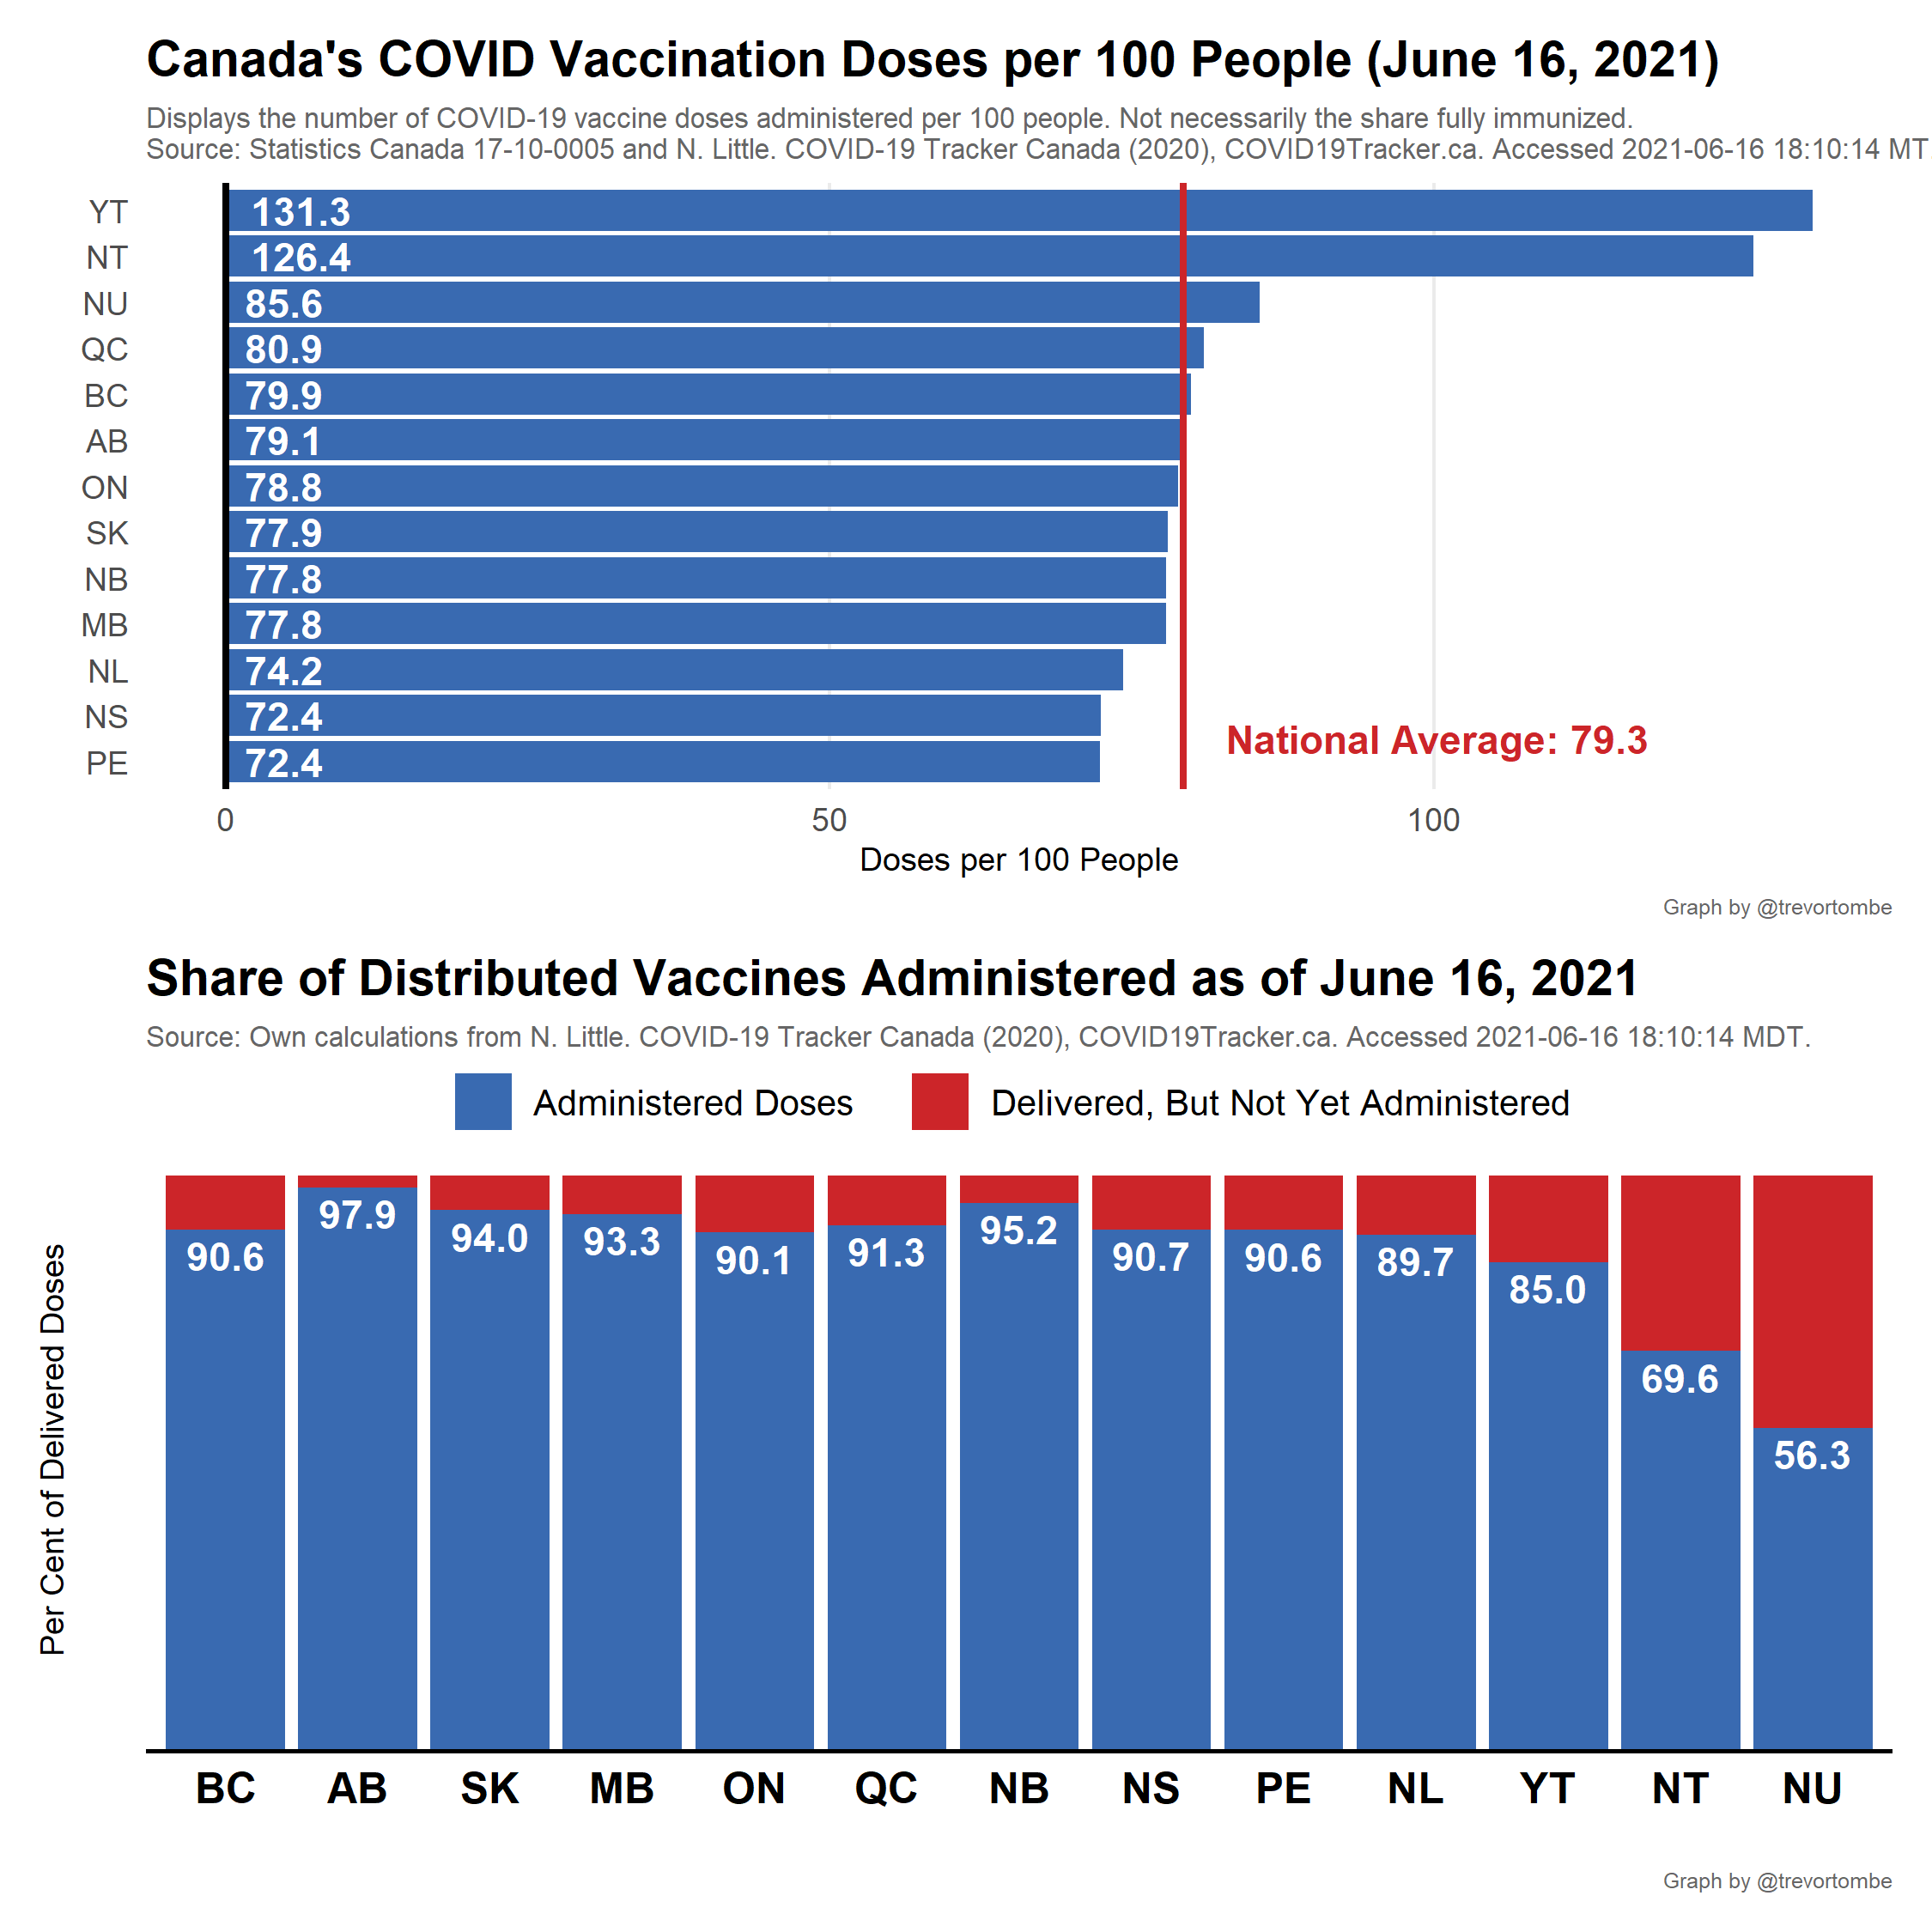 Canada's COVID Vaccination Doses per 100 People (June 16, 2021)
Displays the number of COVID-19 vaccine doses administered per 100 people. Not necessarily the share fully immunized.
Source: Statistics Canada 17-10-0005 and N. Little. COVID-19 Tracker Canada (2020), COVID19Tracker.ca. Accessed 2021-06-16 18:10:14 MT
YT 131.3
NT 126.4
NU 85.6
QC 80.9
BC 79.9
AB 79.1
ON 78.8
SK 77.9
NB 77.8
MB 77.8
NL 74.2
NS 72.4
National Average: 79.3
PE 72.4
0 50 100
Doses per 100 People
Graph by @trevortombe
Share of Distributed Vaccines Administered as of June 16, 2021
Source: Own calculations from N. Little. COVID-19 Tracker Canada (2020), COVID19Tracker.ca. Accessed 2021-06-16 18:10:14 MDT.
Administered Doses Delivered, But Not Yet Administered
Per Cent of Delivered Doses
90.6 97.9 94.0 93.3 90.1 91.3 95.2 90.7 90.6 89.7 85.0 69.6 56.3
BC AB SK MB ON QC NB NS PE NL YT NT NU
Graph by @trevortombe